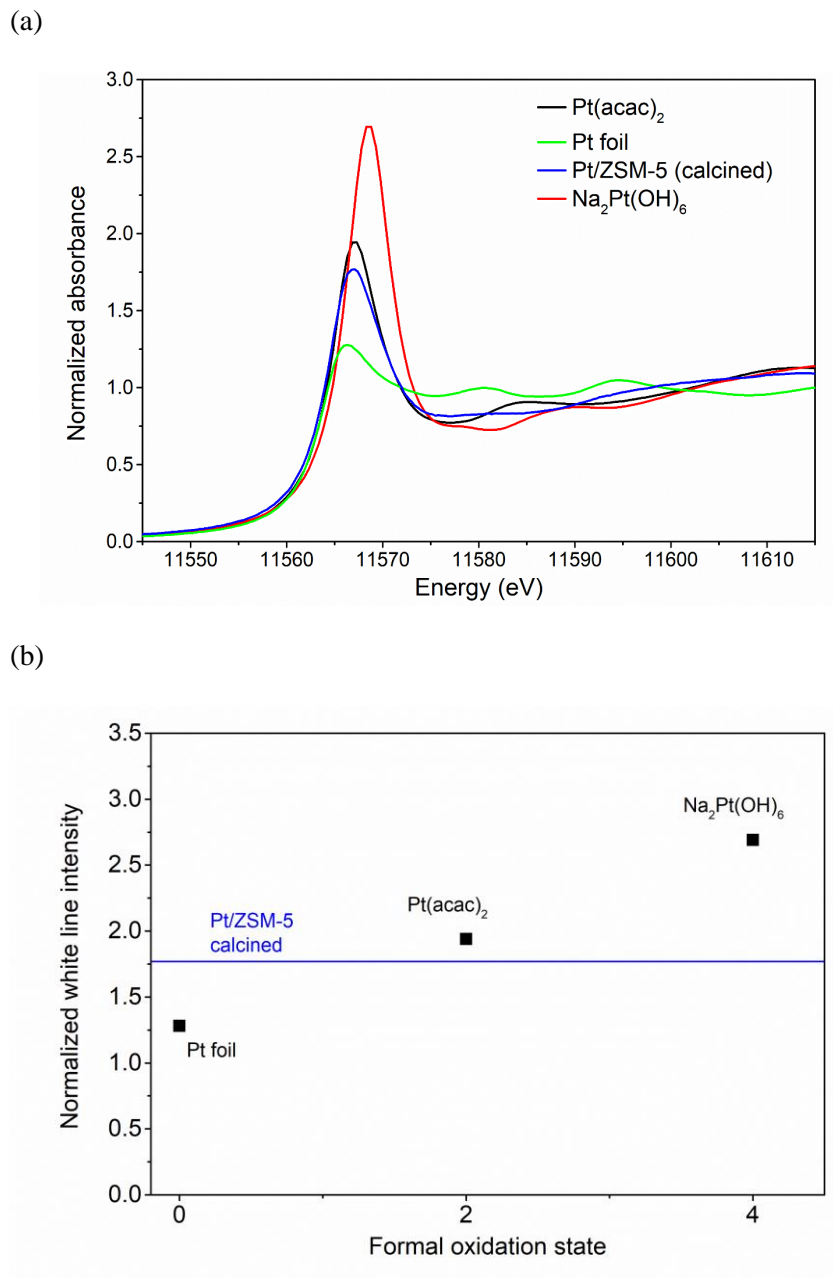 (a)
3.0
2.5
2.0
1.5
1.0
0.5
0.0
Normalized absorbance
Pt(acac)₂
Pt foil
Pt/ZSM-5 (calcined)
Na₂Pt(OH)₆
11550 11560 11570 11580 11590 11600 11610
Energy (eV)
(b)
3.5
3.0
2.5
2.0
1.5
1.0
0.5
0.0
Normalized white line intensity
Na₂Pt(OH)₆
Pt(acac)₂
Pt/ZSM-5
calcined
Pt foil
0 2 4
Formal oxidation state